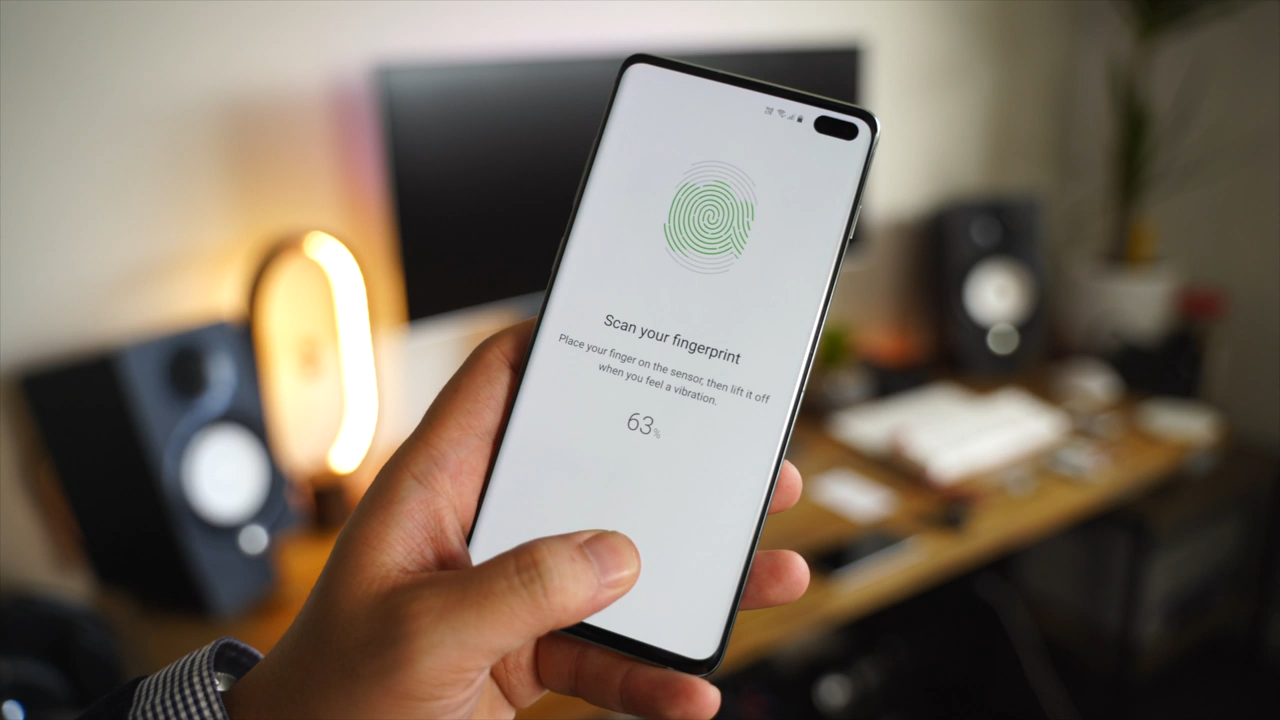 Scan your fingerprint
Place your finger on the sensor, then lift it off
when you feel a vibration.
63%